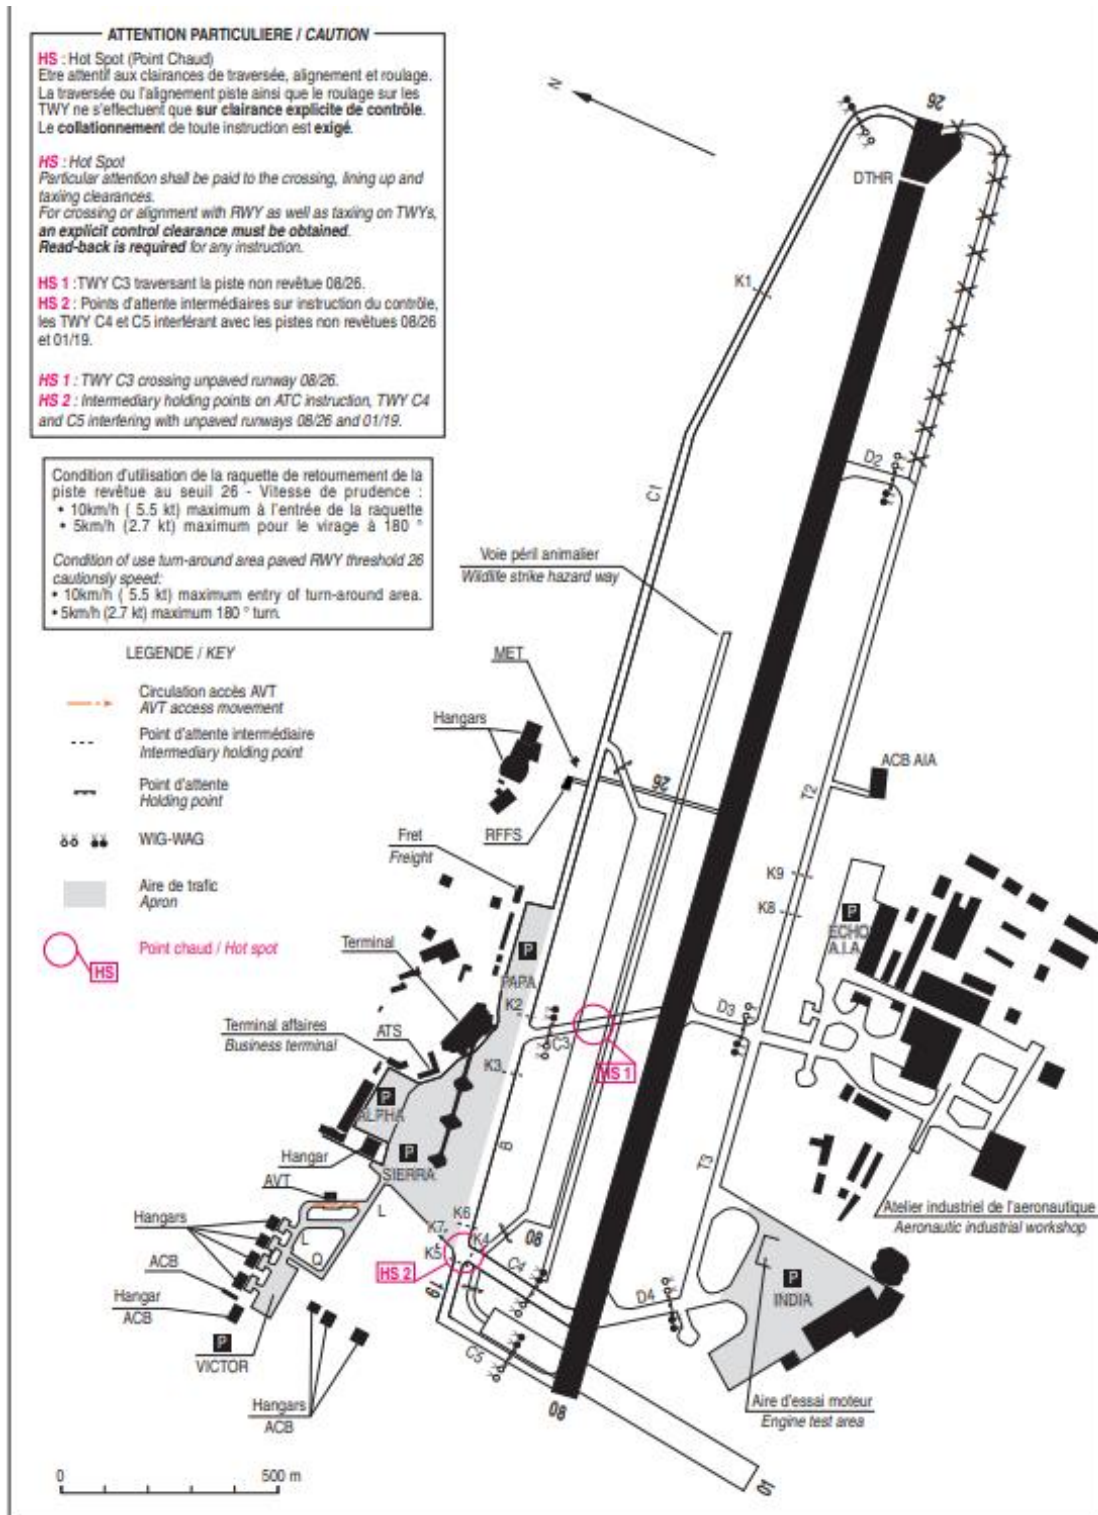 ATTENTION PARTICULIERE / CAUTION
HS : Hot Spot (Point Chaud)
Etre attentif aux clairances de traversée, alignement et roulage.
La traversée ou l'alignement piste ainsi que le roulage sur les
TWY ne s'effectuent que sur clairance explicite de contrôle.
Le collationnement de toute instruction est exigé.
HS : Hot Spot
Particular attention shall be paid to the crossing, lining up and
taxiing clearances.
For crossing or alignment with RWY as well as taxiing on TWYs,
an explicit control clearance must be obtained.
Read-back is required for any instruction.
HS 1 :TWY C3 traversant la piste non revêtue 08/26.
HS 2 : Points d'attente intermédiaires sur instruction du contrôle,
les TWY C4 et C5 interférant avec les pistes non revêtues 08/26
et 01/19.
HS 1 : TWY C3 crossing unpaved runway 08/26.
HS 2 : Intermediary holding points on ATC instruction, TWY C4
and C5 interfering with unpaved runways 08/26 and 01/19.
Condition d'utilisation de la raquette de retournement de la
piste revêtue au seuil 26 - Vitesse de prudence :
• 10km/h ( 5.5 kt) maximum à l'entrée de la raquette
• 5km/h (2.7 kt) maximum pour le virage à 180 °
Condition of use turn-around area paved RWY threshold 26
cautionsly speed:
• 10km/h ( 5.5 kt) maximum entry of turn-around area.
• 5km/h (2.7 kt) maximum 180 ° turn.
LEGENDE / KEY
Circulation accès AVT
AVT access movement
Point d'attente intermédiaire
Intermediary holding point
Point d'attente
Holding point
WIG-WAG
Aire de trafic
Apron
Point chaud / Hot spot
HS
N
26
DTHR
K1
C1
D2
Voie péril animalier
Wildlife strike hazard way
MET
Hangars
RFFS
26
ACB AIA
T2
Fret
Freight
K9
K8
P
ECHO
A.I.A.
Terminal
P
PAPA
K2
C3
D3
HS 1
Terminal affaires
Business terminal
ATS
K3
P
ALPHA
P
SIERRA
B
T3
Hangar
AVT
L
Hangars
L
Q
ACB
Hangar
ACB
P
VICTOR
Hangars
ACB
K6
K7
K5
K4
HS 2
08
C4
19
C5
D4
Atelier industriel de l'aeronautique
Aeronautic industrial workshop
P
INDIA
Aire d'essai moteur
Engine test area
08
01
0
500 m